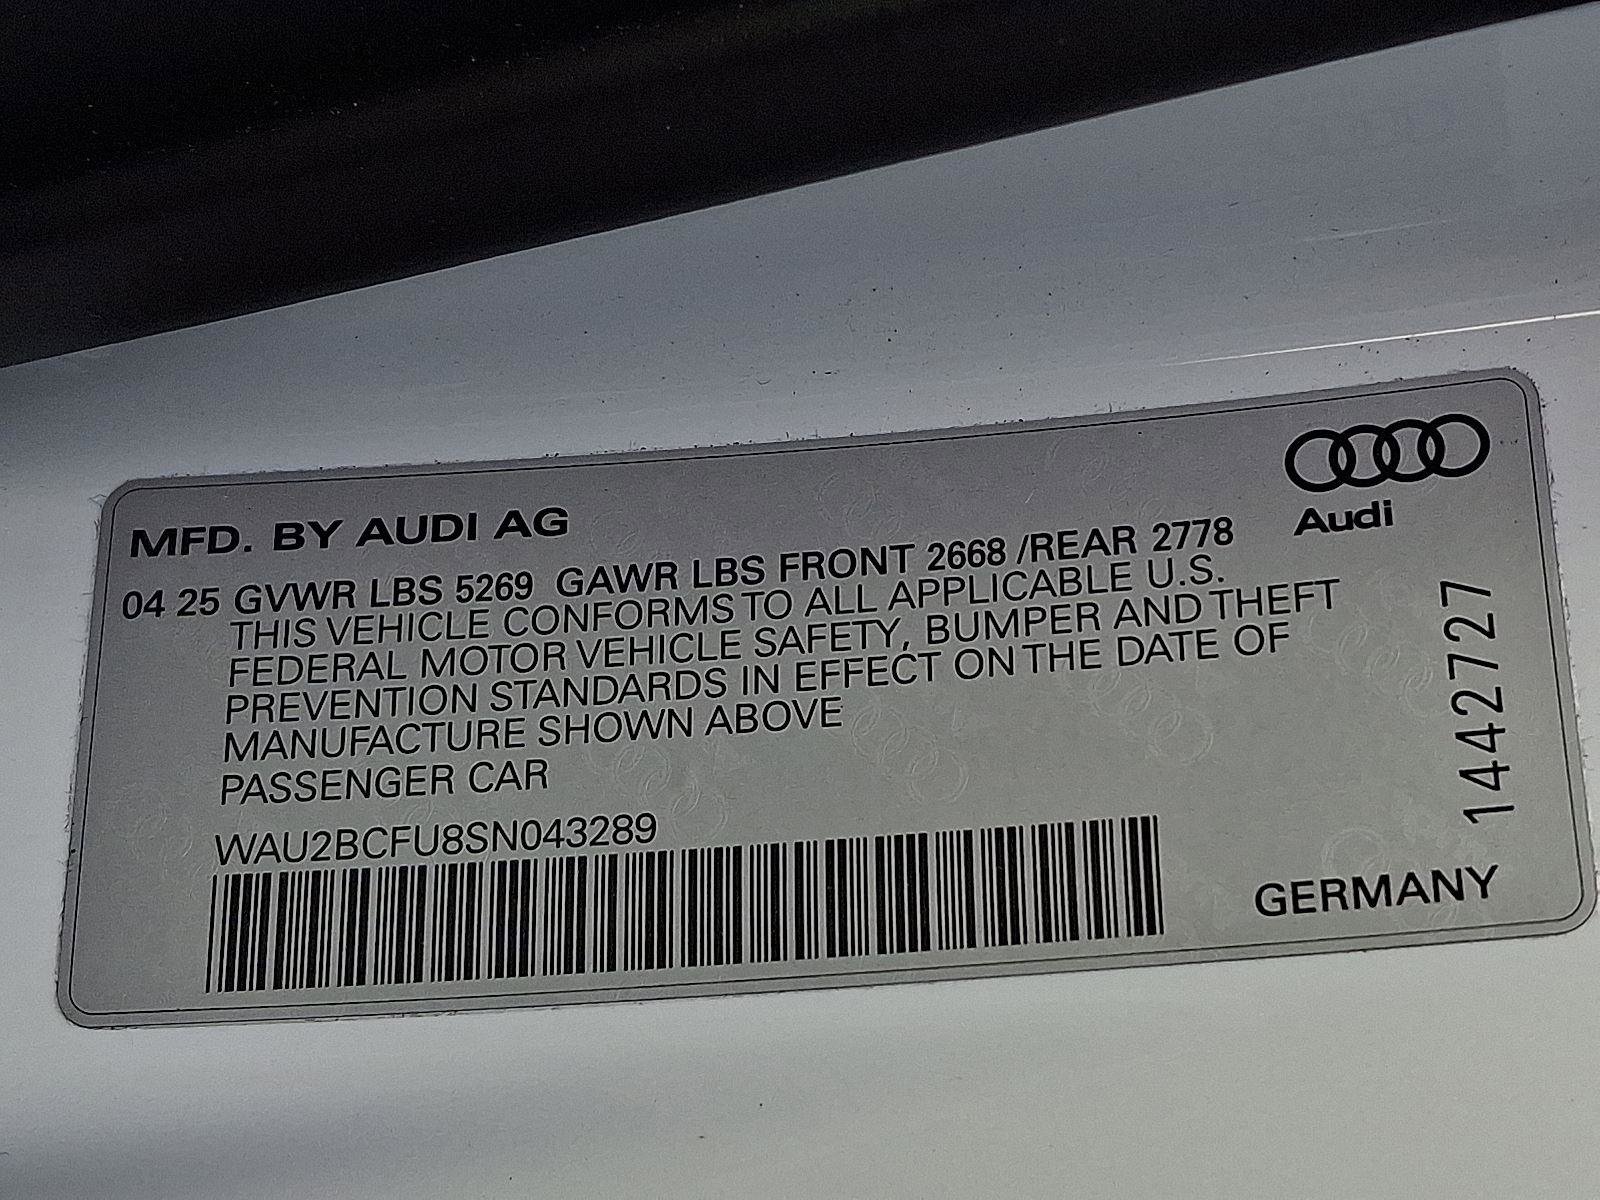 Audi
MFD. BY AUDI AG
04 25 GVWR LBS 5269 GAWR LBS FRONT 2668 /REAR 2778
THIS VEHICLE CONFORMS TO ALL APPLICABLE U.S.
FEDERAL MOTOR VEHICLE SAFETY, BUMPER AND THEFT
PREVENTION STANDARDS IN EFFECT ON THE DATE OF
MANUFACTURE SHOWN ABOVE
PASSENGER CAR
WAU2BCFU8SN043289
1442727
GERMANY